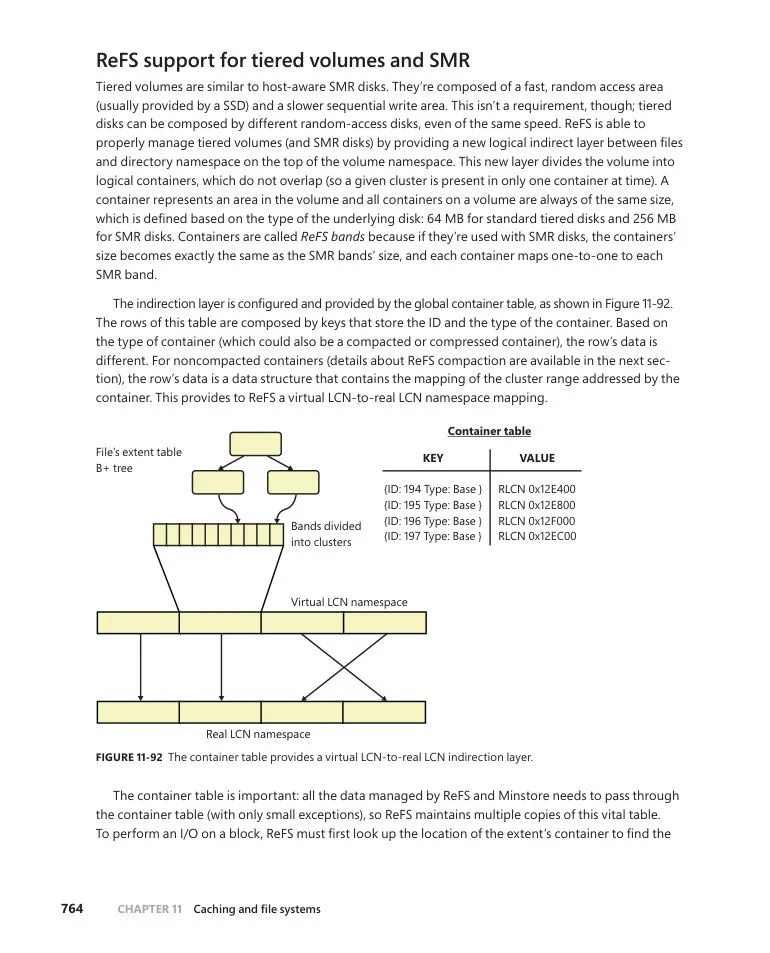 ReFS support for tiered volumes and SMR
Tiered volumes are similar to host-aware SMR disks. They’re composed of a fast, random access area
(usually provided by a SSD) and a slower sequential write area. This isn’t a requirement, though; tiered
disks can be composed by different random-access disks, even of the same speed. ReFS is able to
properly manage tiered volumes (and SMR disks) by providing a new logical indirect layer between files
and directory namespace on the top of the volume namespace. This new layer divides the volume into
logical containers, which do not overlap (so a given cluster is present in only one container at time). A
container represents an area in the volume and all containers on a volume are always of the same size,
which is defined based on the type of the underlying disk: 64 MB for standard tiered disks and 256 MB
for SMR disks. Containers are called ReFS bands because if they’re used with SMR disks, the containers’
size becomes exactly the same as the SMR bands’ size, and each container maps one-to-one to each
SMR band.
The indirection layer is configured and provided by the global container table, as shown in Figure 11-92.
The rows of this table are composed by keys that store the ID and the type of the container. Based on
the type of container (which could also be a compacted or compressed container), the row’s data is
different. For noncompacted containers (details about ReFS compaction are available in the next sec-
tion), the row’s data is a data structure that contains the mapping of the cluster range addressed by the
container. This provides to ReFS a virtual LCN-to-real LCN namespace mapping.
File’s extent table
B+ tree
Bands divided
into clusters
Container table
KEY VALUE
{ID: 194 Type: Base } RLCN 0x12E400
{ID: 195 Type: Base } RLCN 0x12E800
{ID: 196 Type: Base } RLCN 0x12F000
{ID: 197 Type: Base } RLCN 0x12EC00
Virtual LCN namespace
Real LCN namespace
FIGURE 11-92 The container table provides a virtual LCN-to-real LCN indirection layer.
The container table is important: all the data managed by ReFS and Minstore needs to pass through
the container table (with only small exceptions), so ReFS maintains multiple copies of this vital table.
To perform an I/O on a block, ReFS must first look up the location of the extent’s container to find the
764 CHAPTER 11 Caching and file systems